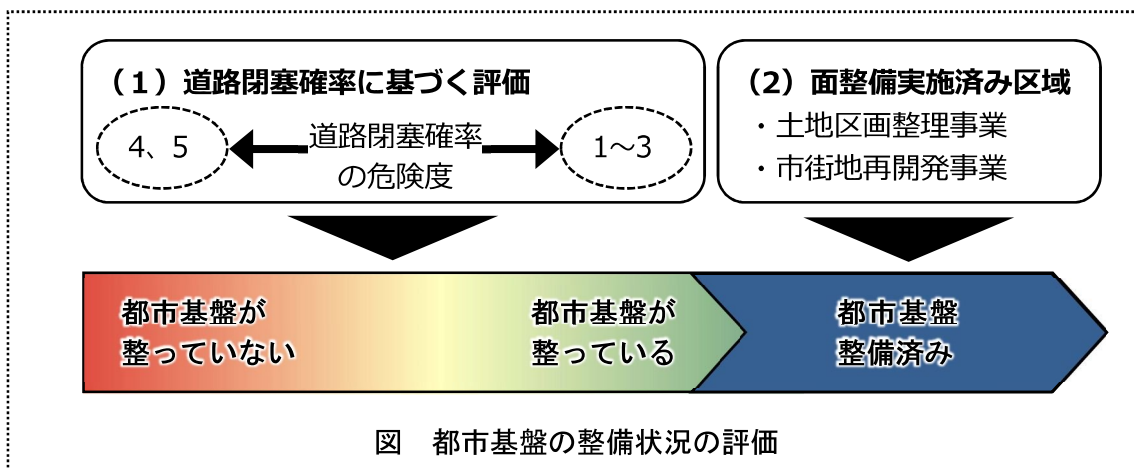 （１）道路閉塞確率に基づく評価
4、5
道路閉塞確率
の危険度
1～3
（2）面整備実施済み区域
・土地区画整理事業
・市街地再開発事業
都市基盤が
整っていない
都市基盤が
整っている
都市基盤
整備済み
図　都市基盤の整備状況の評価